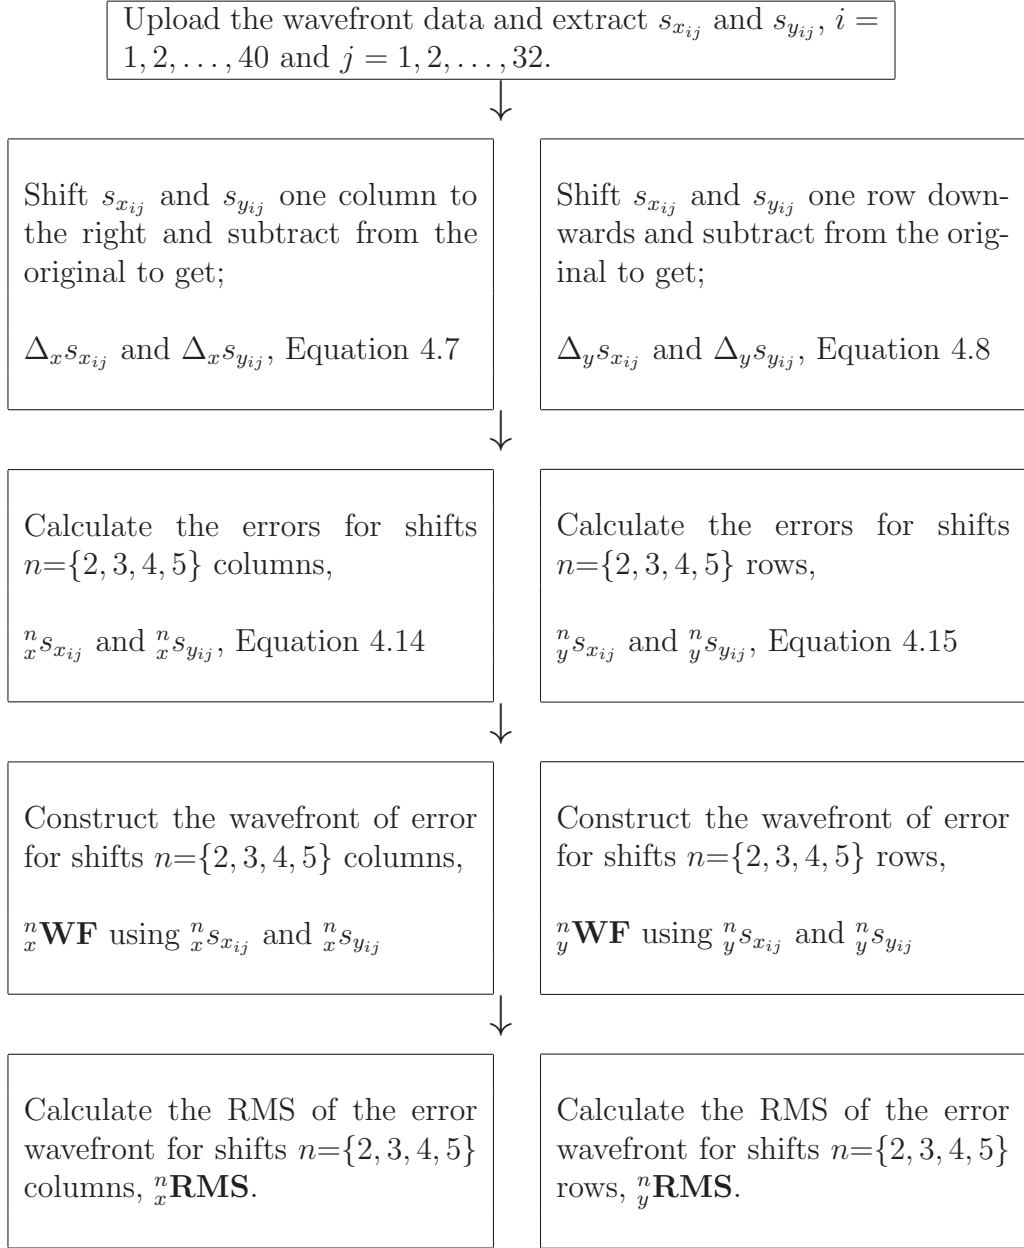 Upload the wavefront data and extract $s_{x_{ij}}$ and $s_{y_{ij}}$, $i =$
$1, 2, \ldots, 40$ and $j = 1, 2, \ldots, 32$.
Shift $s_{x_{ij}}$ and $s_{y_{ij}}$ one column to
the right and subtract from the
original to get;
$\Delta_x s_{x_{ij}}$ and $\Delta_x s_{y_{ij}}$, Equation 4.7
Shift $s_{x_{ij}}$ and $s_{y_{ij}}$ one row down-
wards and subtract from the orig-
inal to get;
$\Delta_y s_{x_{ij}}$ and $\Delta_y s_{y_{ij}}$, Equation 4.8
Calculate the errors for shifts
$n$={2, 3, 4, 5} columns,
${}^n_x s_{x_{ij}}$ and ${}^n_x s_{y_{ij}}$, Equation 4.14
Calculate the errors for shifts
$n$={2, 3, 4, 5} rows,
${}^n_y s_{x_{ij}}$ and ${}^n_y s_{y_{ij}}$, Equation 4.15
Construct the wavefront of error
for shifts $n$={2, 3, 4, 5} columns,
${}^n_x$WF using ${}^n_x s_{x_{ij}}$ and ${}^n_x s_{y_{ij}}$
Construct the wavefront of error
for shifts $n$={2, 3, 4, 5} rows,
${}^n_y$WF using ${}^n_y s_{x_{ij}}$ and ${}^n_y s_{y_{ij}}$
Calculate the RMS of the error
wavefront for shifts $n$={2, 3, 4, 5}
columns, ${}^n_x$RMS.
Calculate the RMS of the error
wavefront for shifts $n$={2, 3, 4, 5}
rows, ${}^n_y$RMS.